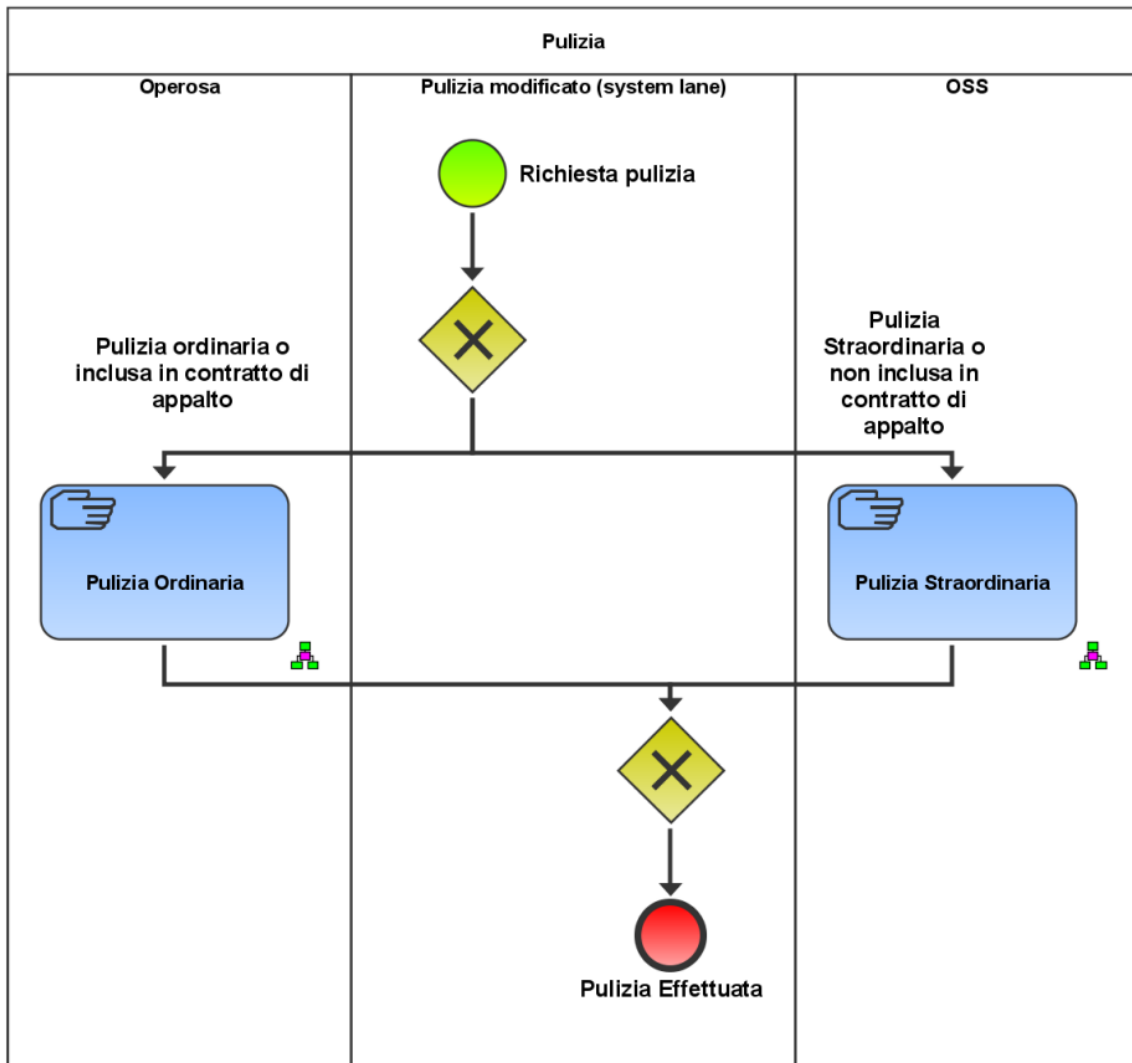 Pulizia
Operosa
Pulizia modificato (system lane)
OSS
Richiesta pulizia
Pulizia ordinaria o
inclusa in contratto di
appalto
Pulizia
Straordinaria o
non inclusa in
contratto di
appalto
Pulizia Ordinaria
Pulizia Straordinaria
Pulizia Effettuata